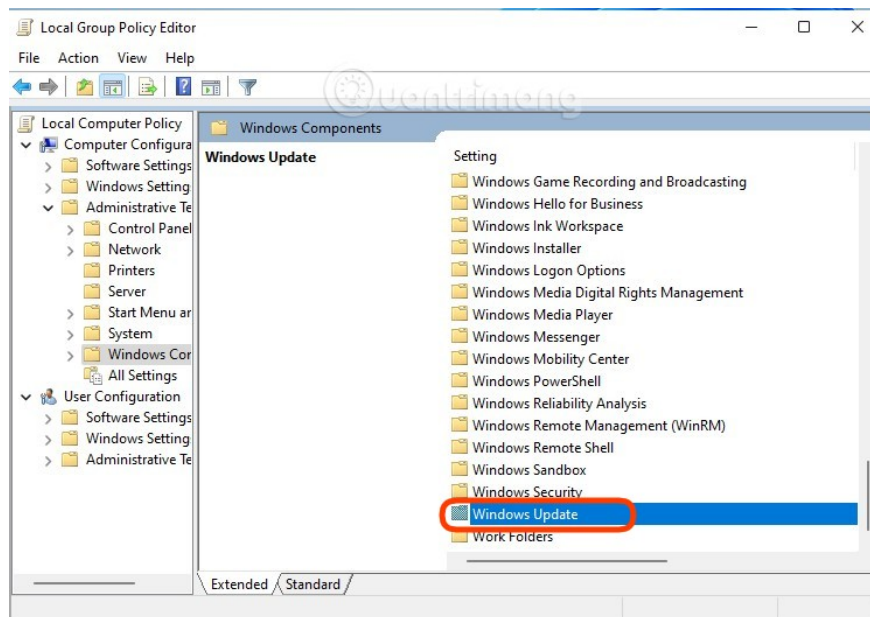 Local Group Policy Editor
File Action View Help
Quantrimang
Local Computer Policy
Computer Configura
Software Settings
Windows Setting
Administrative Te
Control Panel
Network
Printers
Server
Start Menu ar
System
Windows Cor
All Settings
User Configuration
Software Settings
Windows Setting
Administrative Te
Windows Components
Windows Update
Setting
Windows Game Recording and Broadcasting
Windows Hello for Business
Windows Ink Workspace
Windows Installer
Windows Logon Options
Windows Media Digital Rights Management
Windows Media Player
Windows Messenger
Windows Mobility Center
Windows PowerShell
Windows Reliability Analysis
Windows Remote Management (WinRM)
Windows Remote Shell
Windows Sandbox
Windows Security
Windows Update
Work Folders
Extended Standard